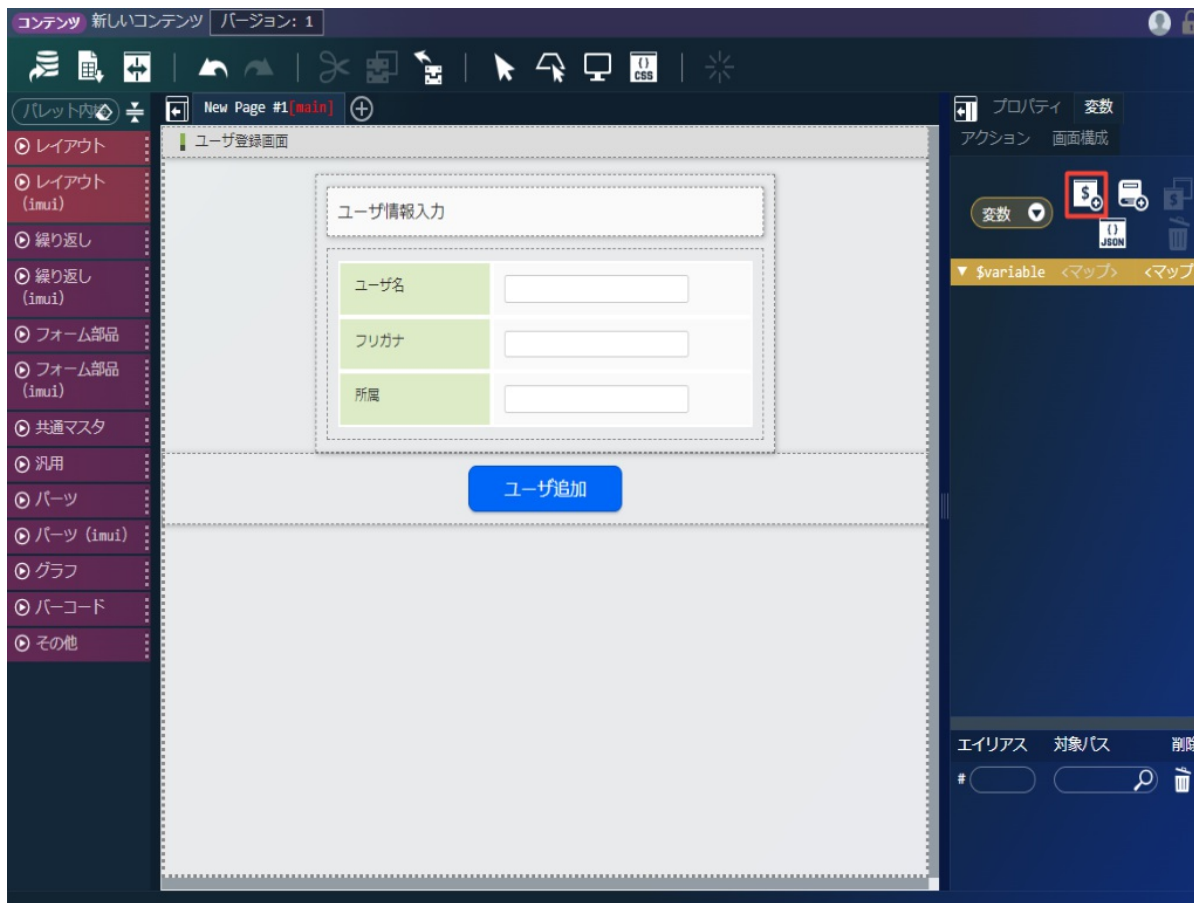 コンテンツ 新しいコンテンツ バージョン: 1
{} CSS
パレット内検
New Page #1[main]
プロパティ 変数
アクション 画面構成
レイアウト
レイアウト
(imui)
繰り返し
繰り返し
(imui)
フォーム部品
フォーム部品
(imui)
共通マスタ
汎用
パーツ
パーツ (imui)
グラフ
バーコード
その他
ユーザ登録画面
ユーザ情報入力
ユーザ名
フリガナ
所属
ユーザ追加
変数
$
$
{} JSON
$variable <マップ> <マップ
エイリアス 対象パス 削除
#